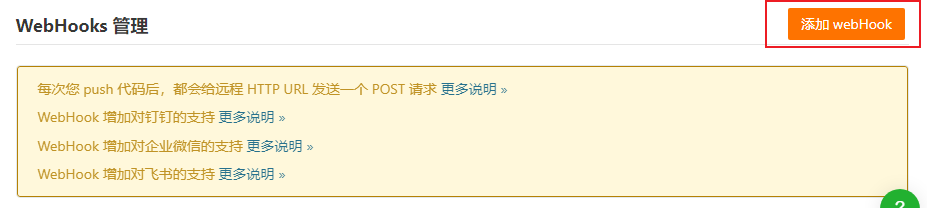 WebHooks 管理
添加 webHook
每次您 push 代码后，都会给远程 HTTP URL 发送一个 POST 请求 更多说明 »
WebHook 增加对钉钉的支持 更多说明 »
WebHook 增加对企业微信的支持 更多说明 »
WebHook 增加对飞书的支持 更多说明 »
?